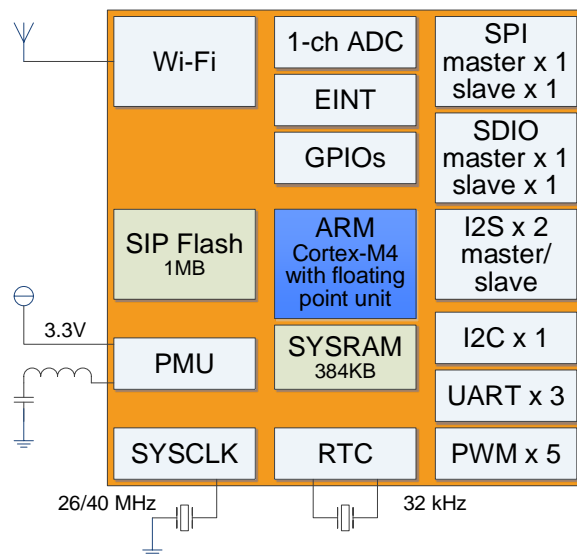 Wi-Fi
1-ch ADC
EINT
GPIOs
SPI
master x 1
slave x 1
SDIO
master x 1
slave x 1
SIP Flash
1MB
ARM
Cortex-M4
with floating
point unit
I2S x 2
master/
slave
3.3V
PMU
SYSRAM
384KB
I2C x 1
UART x 3
SYSCLK
RTC
PWM x 5
26/40 MHz
32 kHz